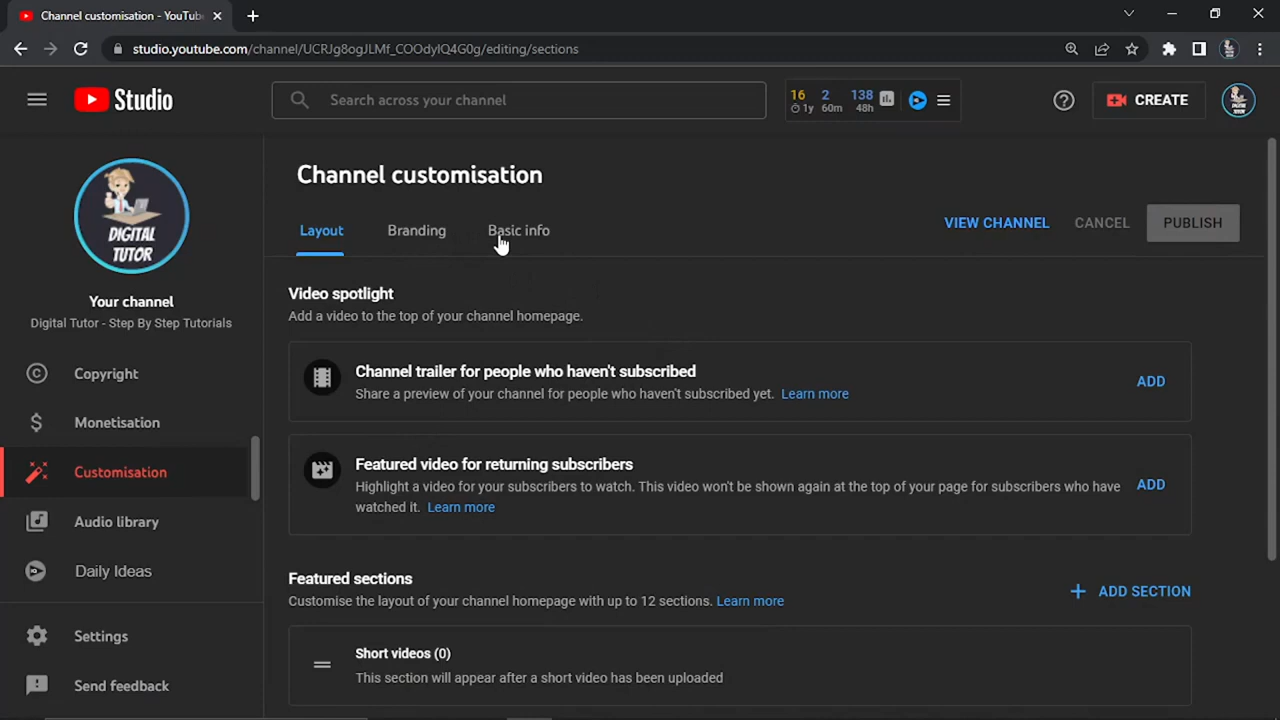 Channel customisation - YouTub
studio.youtube.com/channel/UCRJg8ogJLMf_COOdyIQ4G0g/editing/sections
Studio
Search across your channel
16 2 138
1y 60m 48h
CREATE
DIGITAL
TUTOR
Your channel
Digital Tutor - Step By Step Tutorials
Copyright
Monetisation
Customisation
Audio library
Daily Ideas
Settings
Send feedback
Channel customisation
Layout Branding Basic info
VIEW CHANNEL CANCEL PUBLISH
Video spotlight
Add a video to the top of your channel homepage.
Channel trailer for people who haven't subscribed
Share a preview of your channel for people who haven't subscribed yet. Learn more
ADD
Featured video for returning subscribers
Highlight a video for your subscribers to watch. This video won't be shown again at the top of your page for subscribers who have
watched it. Learn more
ADD
Featured sections
Customise the layout of your channel homepage with up to 12 sections. Learn more
ADD SECTION
Short videos (0)
This section will appear after a short video has been uploaded